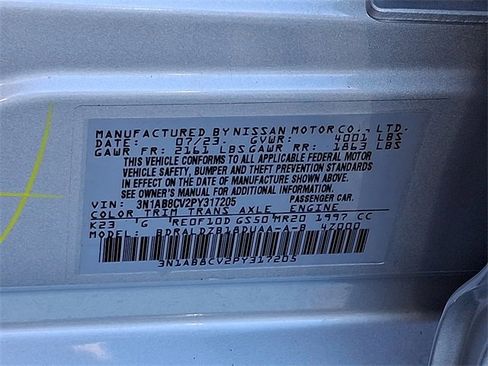 MANUFACTURED BY NISSAN MOTOR CO., LTD.
DATE: 07/23 GVWR: 4001 LBS
GAWR FR: 2161 LBS GAWR RR: 1863 LBS
THIS VEHICLE CONFORMS TO ALL APPLICABLE FEDERAL MOTOR
VEHICLE SAFETY, BUMPER AND THEFT PREVENTION STANDARDS
IN EFFECT ON THE DATE OF MANUFACTURE SHOWN ABOVE.
SEE OWNER'S MANUAL FOR ADDITIONAL INFORMATION.
VIN: 3N1AB8CV2PY317205 PASSENGER CAR.
COLOR TRIM TRANS AXLE ENGINE
K23 G RE0F10D GS50 MR20 1997 CC
MODEL: BDRALDZB18DUAA-A-B 47000
3N1AB8CV2PY317205